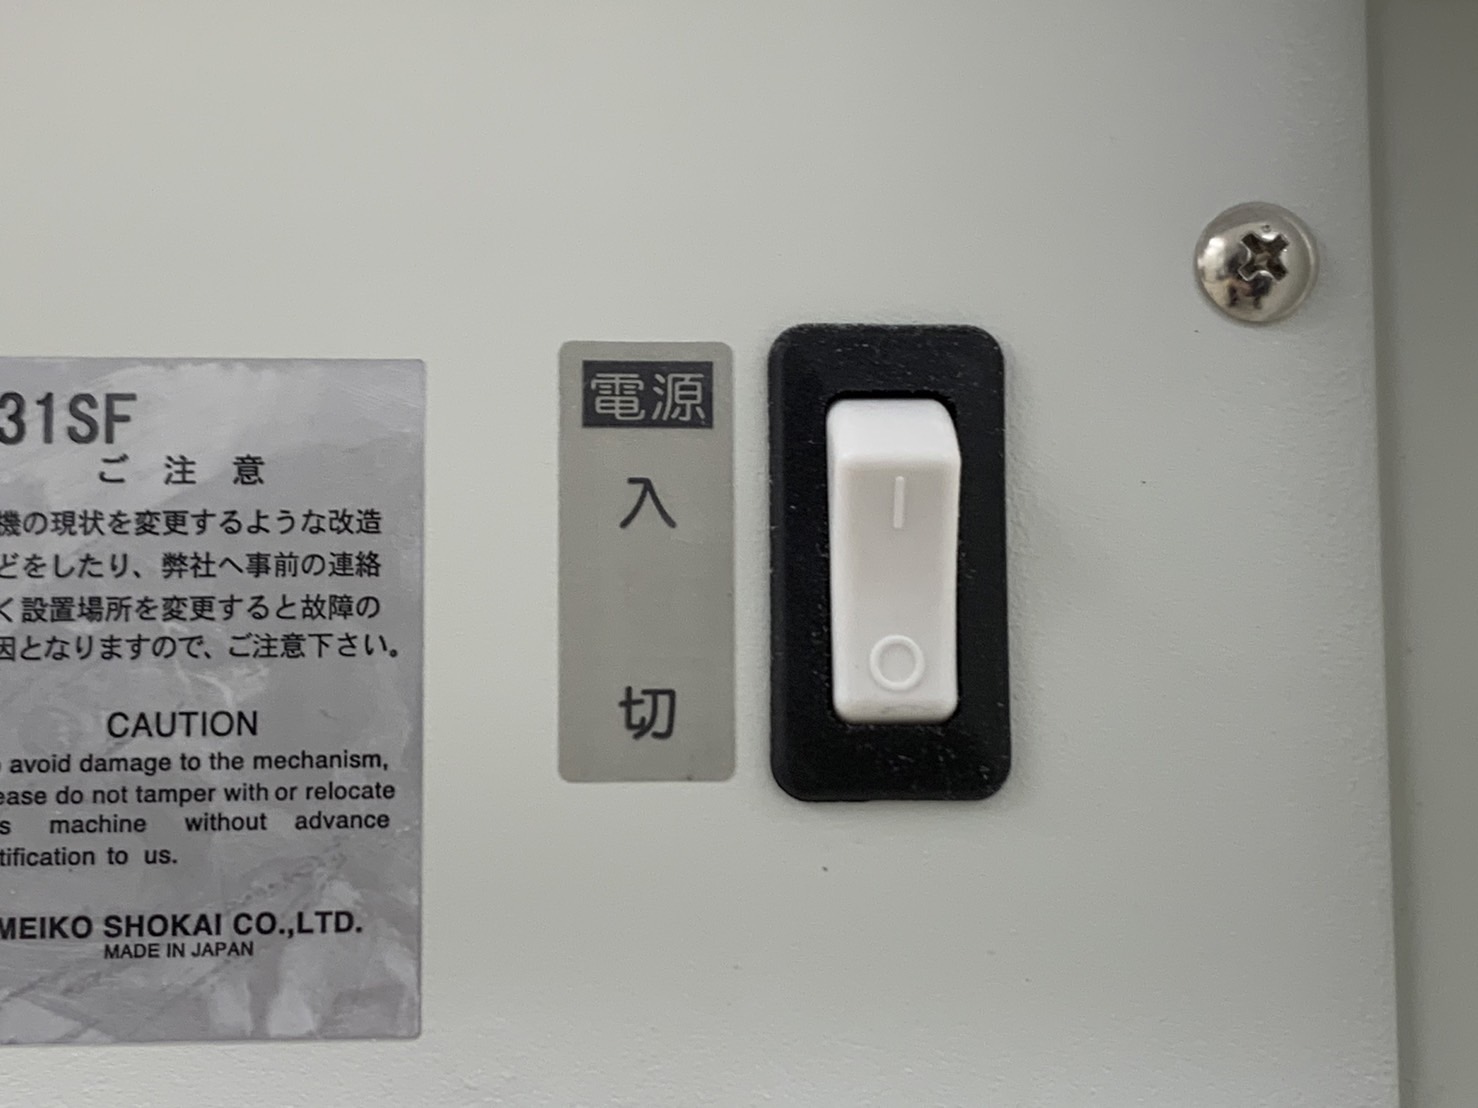 31SF
ご注意
機の現状を変更するような改造
どをしたり、弊社へ事前の連絡
く設置場所を変更すると故障の
因となりますので、ご注意下さい。
CAUTION
avoid damage to the mechanism,
ease do not tamper with or relocate
s machine without advance
tification to us.
MEIKO SHOKAI CO.,LTD.
MADE IN JAPAN
電源
入
切